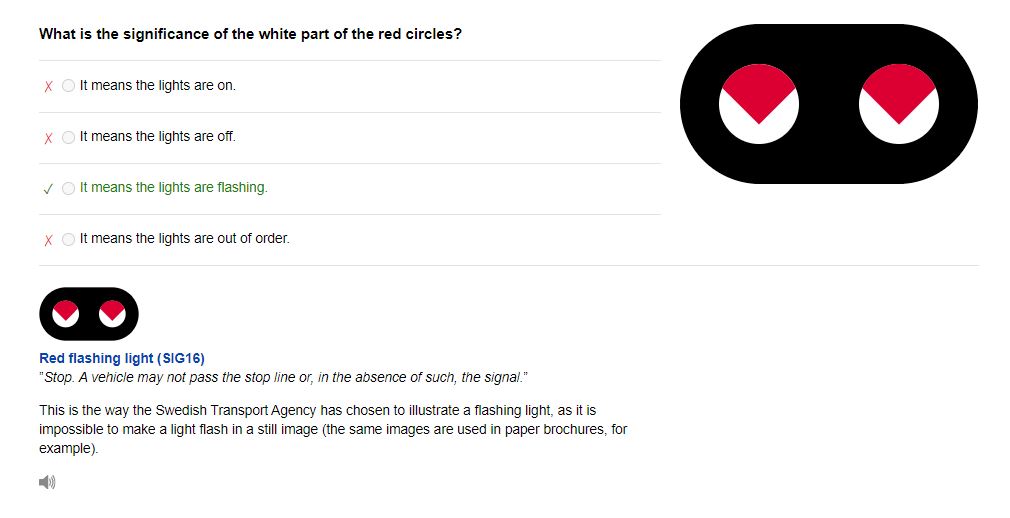 What is the significance of the white part of the red circles?
It means the lights are on.
It means the lights are off.
It means the lights are flashing.
It means the lights are out of order.
Red flashing light (SIG16)
"Stop. A vehicle may not pass the stop line or, in the absence of such, the signal."
This is the way the Swedish Transport Agency has chosen to illustrate a flashing light, as it is
impossible to make a light flash in a still image (the same images are used in paper brochures, for
example).